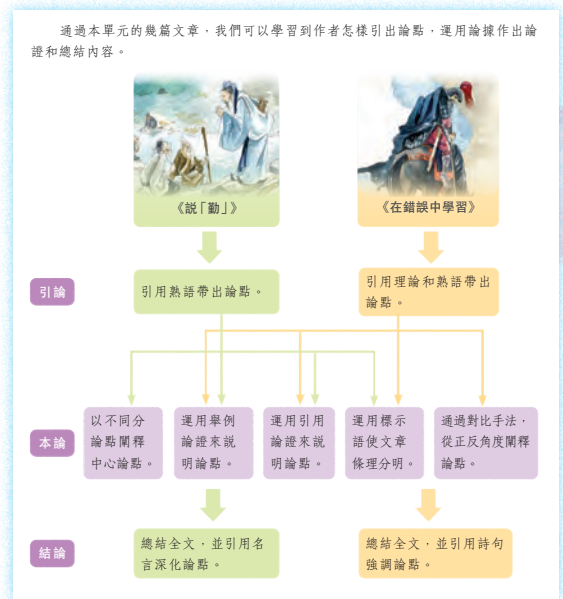 通過本單元的幾篇文章，我們可以學習到作者怎樣引出論點，運用論據作出論
證和總結內容。
《説「勤」》
《在錯誤中學習》
引論
引用熟語帶出論點。
引用理論和熟語帶出
論點。
本論
以不同分
論點闡釋
中心論點。
運用舉例
論證來説
明論點。
運用引用
論證來説
明論點。
運用標示
語使文章
條理分明。
通過對比手法，
從正反角度闡釋
論點。
結論
總結全文，並引用名
言深化論點。
總結全文，並引用詩句
強調論點。